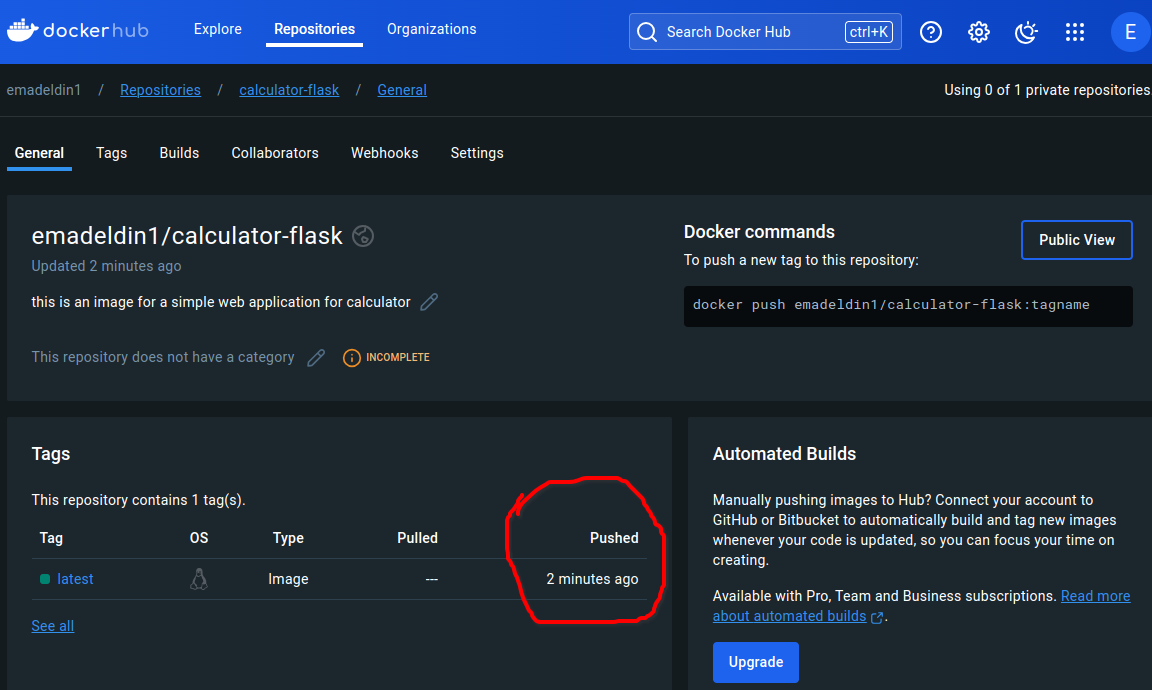 dockerhub
Explore
Repositories
Organizations
Search Docker Hub
ctrl+K
E
emadeldin1 / Repositories / calculator-flask / General
Using 0 of 1 private repositories.
General
Tags
Builds
Collaborators
Webhooks
Settings
emadeldin1/calculator-flask
Updated 2 minutes ago
this is an image for a simple web application for calculator
This repository does not have a category
INCOMPLETE
Docker commands
To push a new tag to this repository:
Public View
docker push emadeldin1/calculator-flask:tagname
Tags
This repository contains 1 tag(s).
Tag OS Type Pulled Pushed
latest Image --- 2 minutes ago
See all
Automated Builds
Manually pushing images to Hub? Connect your account to
GitHub or Bitbucket to automatically build and tag new images
whenever your code is updated, so you can focus your time on
creating.
Available with Pro, Team and Business subscriptions. Read more
about automated builds .
Upgrade